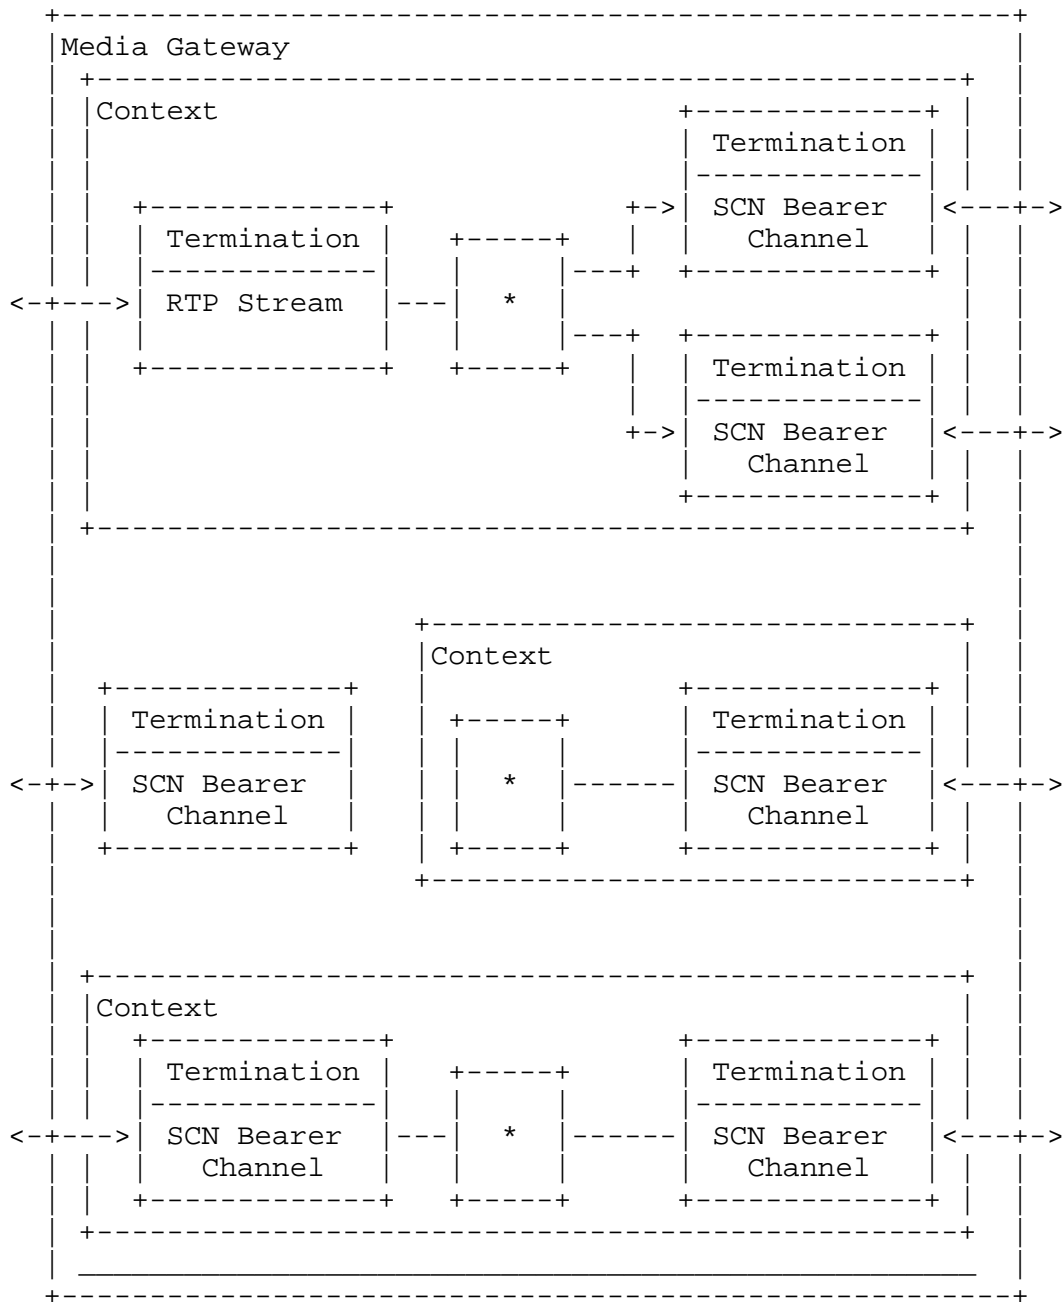 Media Gateway
Context
Termination
SCN Bearer
Channel
Termination
RTP Stream
*
Termination
SCN Bearer
Channel
Context
Termination
SCN Bearer
Channel
*
Termination
SCN Bearer
Channel
Context
Termination
SCN Bearer
Channel
*
Termination
SCN Bearer
Channel